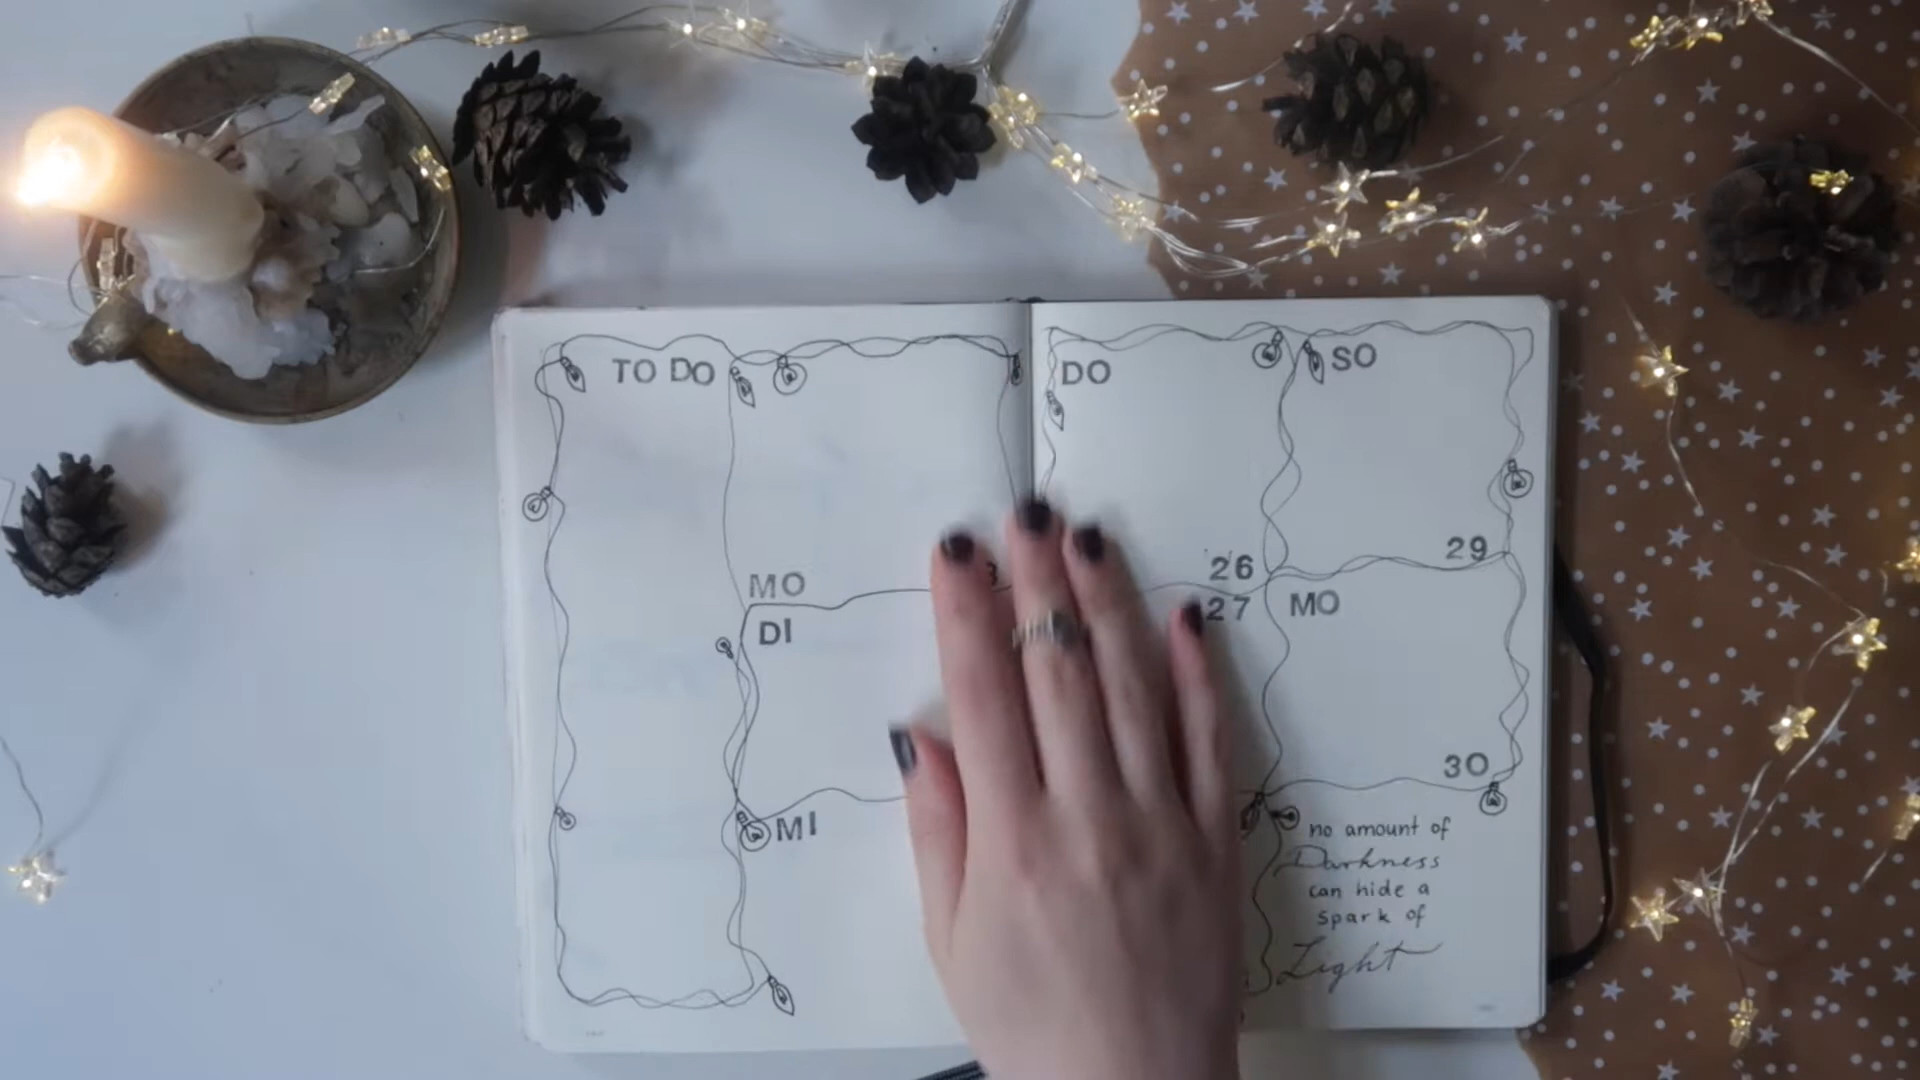 TO DO
MO
DI
MI
DO
26
27
SO
29
MO
30
no amount of
Darkness
can hide a
spark of
Light